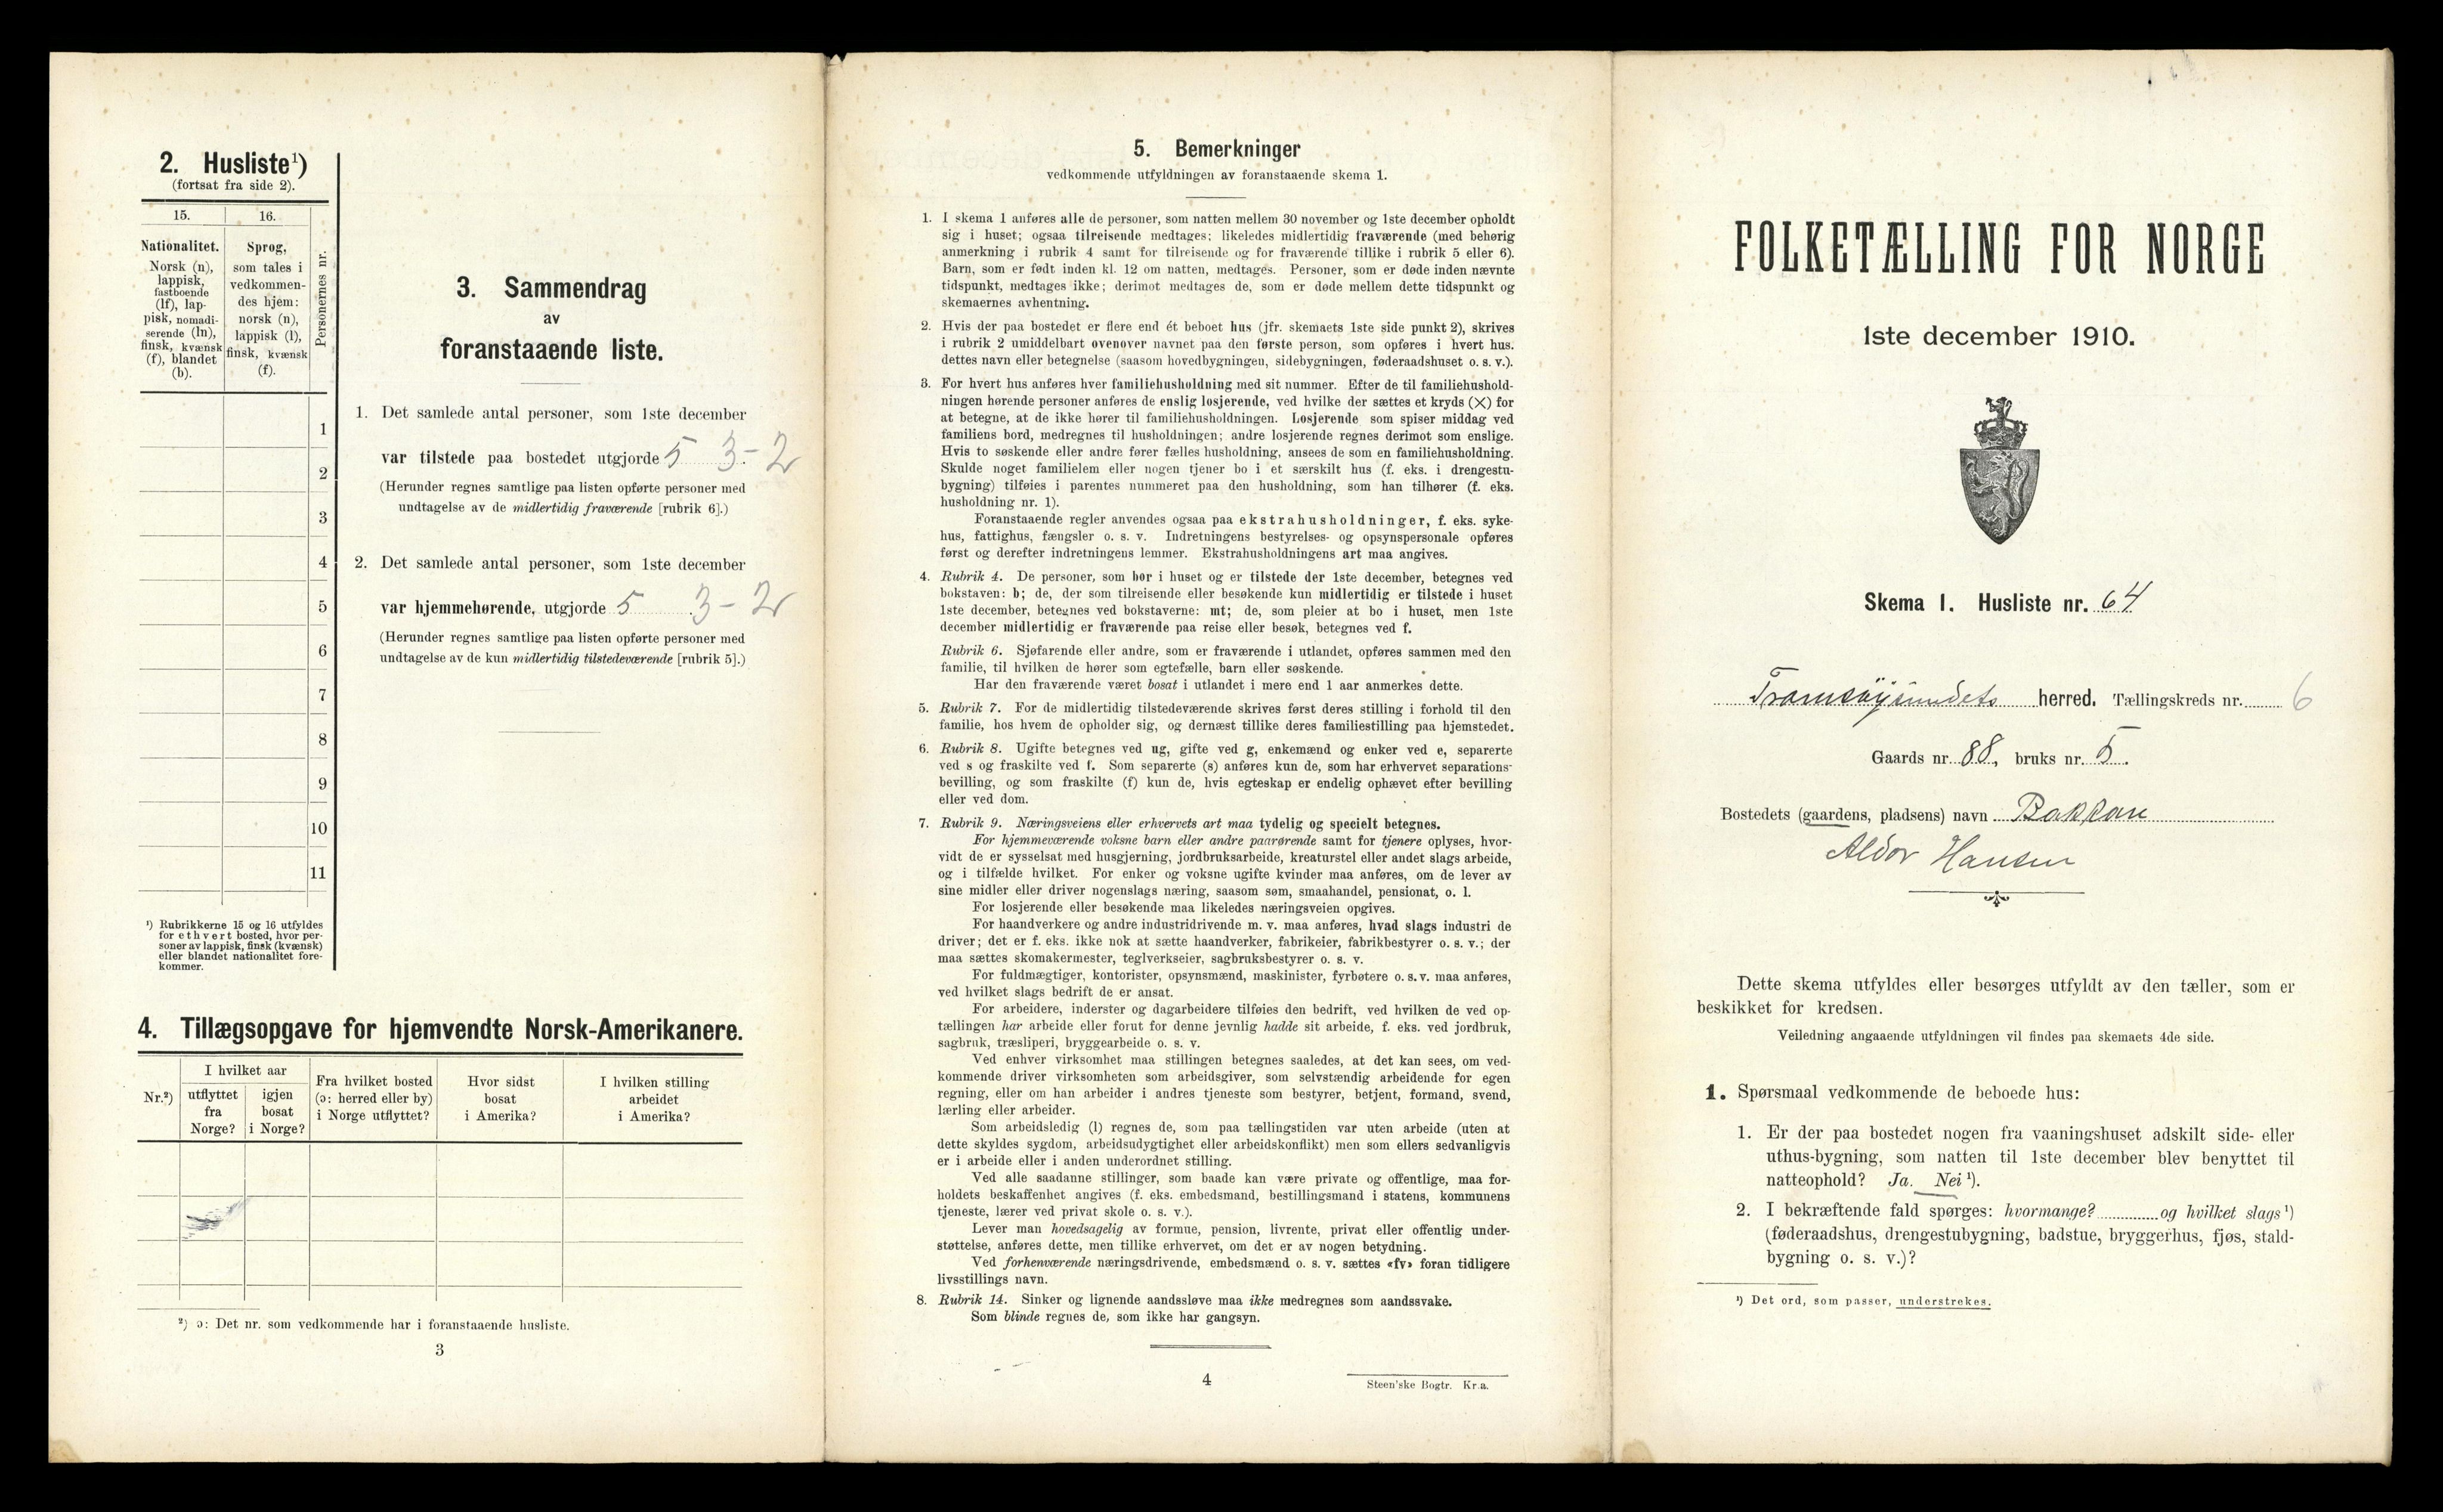 2. Husliste¹)
(fortsat fra side 2).
15.
16.
Personernes nr.
Nationalitet.
Norsk (n),
lappisk,
fastboende
(lf), lap-
pisk, nomadi-
serende (ln),
finsk, kvænsk
(f), blandet
(b).
Sprog,
som tales i
vedkommen-
des hjem:
norsk (n),
lappisk (l),
finsk, kvænsk
(f).
1
2
3
4
5
6
7
8
9
10
11
¹) Rubrikkerne 15 og 16 utfyldes
for ethvert bosted, hvor per-
soner av lappisk, finsk (kvænsk)
eller blandet nationalitet fore-
kommer.
3. Sammendrag
av
foranstaaende liste.
1. Det samlede antal personer, som 1ste december
var tilstede paa bostedet utgjorde 5 3-2
(Herunder regnes samtlige paa listen opførte personer med
undtagelse av de midlertidig fraværende [rubrik 6].)
2. Det samlede antal personer, som 1ste december
var hjemmehørende, utgjorde 5 3-2
(Herunder regnes samtlige paa listen opførte personer med
undtagelse av de kun midlertidig tilstedeværende [rubrik 5].)
4. Tillægsopgave for hjemvendte Norsk-Amerikanere.
Nr.²)
I hvilket aar
utflyttet
fra
Norge?
igjen
bosat
i Norge?
Fra hvilket bosted
(ɔ: herred eller by)
i Norge utflyttet?
Hvor sidst
bosat
i Amerika?
I hvilken stilling
arbeidet
i Amerika?
²) ɔ: Det nr. som vedkommende har i foranstaaende husliste.
3
5. Bemerkninger
vedkommende utfyldningen av foranstaaende skema 1.
1. I skema 1 anføres alle de personer, som natten mellem 30 november og 1ste december opholdt
sig i huset; ogsaa tilreisende medtages; likeledes midlertidig fraværende (med behørig
anmerkning i rubrik 4 samt for tilreisende og for fraværende tillike i rubrik 5 eller 6).
Barn, som er født inden kl. 12 om natten, medtages. Personer, som er døde inden nævnte
tidspunkt, medtages ikke; derimot medtages de, som er døde mellem dette tidspunkt og
skemaernes avhentning.
2. Hvis der paa bostedet er flere end ét beboet hus (jfr. skemaets 1ste side punkt 2), skrives
i rubrik 2 umiddelbart ovenover navnet paa den første person, som opføres i hvert hus.
dettes navn eller betegnelse (saasom hovedbygningen, sidebygningen, føderaadshuset o. s. v.).
3. For hvert hus anføres hver familiehusholdning med sit nummer. Efter de til familiehushold-
ningen hørende personer anføres de enslig losjerende, ved hvilke der sættes et kryds (×) for
at betegne, at de ikke hører til familiehusholdningen. Losjerende som spiser middag ved
familiens bord, medregnes til husholdningen; andre losjerende regnes derimot som enslige.
Hvis to søskende eller andre fører fælles husholdning, ansees de som en familiehusholdning.
Skulde noget familielem eller nogen tjener bo i et særskilt hus (f. eks. i drengestu-
bygning) tilføies i parentes nummeret paa den husholdning, som han tilhører (f. eks.
husholdning nr. 1).
Foranstaaende regler anvendes ogsaa paa ekstrahusholdninger, f. eks. syke-
hus, fattighus, fængsler o. s. v. Indretningens bestyrelses- og opsynspersonale opføres
først og derefter indretningens lemmer. Ekstrahusholdningens art maa angives.
4. Rubrik 4. De personer, som bor i huset og er tilstede der 1ste december, betegnes ved
bokstaven: b; de, der som tilreisende eller besøkende kun midlertidig er tilstede i huset
1ste december, betegnes ved bokstaverne: mt; de, som pleier at bo i huset, men 1ste
december midlertidig er fraværende paa reise eller besøk, betegnes ved f.
Rubrik 6. Sjøfarende eller andre, som er fraværende i utlandet, opføres sammen med den
familie, til hvilken de hører som egtefælle, barn eller søskende.
Har den fraværende været bosat i utlandet i mere end 1 aar anmerkes dette.
5. Rubrik 7. For de midlertidig tilstedeværende skrives først deres stilling i forhold til den
familie, hos hvem de opholder sig, og dernæst tillike deres familiestilling paa hjemstedet.
6. Rubrik 8. Ugifte betegnes ved ug, gifte ved g, enkemænd og enker ved e, separerte
ved s og fraskilte ved f. Som separerte (s) anføres kun de, som har erhvervet separations-
bevilling, og som fraskilte (f) kun de, hvis egteskap er endelig ophævet efter bevilling
eller ved dom.
7. Rubrik 9. Næringsveiens eller erhvervets art maa tydelig og specielt betegnes.
For hjemmeværende voksne barn eller andre paarørende samt for tjenere oplyses, hvor-
vidt de er sysselsat med husgjerning, jordbruksarbeide, kreaturstel eller andet slags arbeide,
og i tilfælde hvilket. For enker og voksne ugifte kvinder maa anføres, om de lever av
sine midler eller driver nogenslags næring, saasom søm, smaahandel, pensionat, o. l.
For losjerende eller besøkende maa likeledes næringsveien opgives.
For haandverkere og andre industridrivende m. v. maa anføres, hvad slags industri de
driver; det er f. eks. ikke nok at sætte haandverker, fabrikeier, fabrikbestyrer o. s. v.; der
maa sættes skomakermester, teglverkseier, sagbruksbestyrer o. s. v.
For fuldmægtiger, kontorister, opsynsmænd, maskinister, fyrbøtere o. s. v. maa anføres,
ved hvilket slags bedrift de er ansat.
For arbeidere, inderster og dagarbeidere tilføies den bedrift, ved hvilken de ved op-
tællingen har arbeide eller forut for denne jevnlig hadde sit arbeide, f. eks. ved jordbruk,
sagbruk, træsliperi, bryggearbeide o. s. v.
Ved enhver virksomhet maa stillingen betegnes saaledes, at det kan sees, om ved-
kommende driver virksomheten som arbeidsgiver, som selvstændig arbeidende for egen
regning, eller om han arbeider i andres tjeneste som bestyrer, betjent, formand, svend,
lærling eller arbeider.
Som arbeidsledig (l) regnes de, som paa tællingstiden var uten arbeide (uten at
dette skyldes sygdom, arbeidsudygtighet eller arbeidskonflikt) men som ellers sedvanligvis
er i arbeide eller i anden underordnet stilling.
Ved alle saadanne stillinger, som baade kan være private og offentlige, maa for-
holdets beskaffenhet angives (f. eks. embedsmand, bestillingsmand i statens, kommunens
tjeneste, lærer ved privat skole o. s. v.).
Lever man hovedsagelig av formue, pension, livrente, privat eller offentlig under-
støttelse, anføres dette, men tillike erhvervet, om det er av nogen betydning.
Ved forhenværende næringsdrivende, embedsmænd o. s. v. sættes «fv» foran tidligere
livsstillings navn.
8. Rubrik 14. Sinker og lignende aandssløve maa ikke medregnes som aandssvake.
Som blinde regnes de, som ikke har gangsyn.
4
Steen'ske Bogtr. Kr.a.
FOLKETÆLLING FOR NORGE
1ste december 1910.
Skema 1. Husliste nr. 64
Tromsøysundets herred. Tællingskreds nr. 6
Gaards nr. 88, bruks nr. 5.
Bostedets (gaardens, pladsens) navn Bakkan
Aldor Hansen
Dette skema utfyldes eller besørges utfyldt av den tæller, som er
beskikket for kredsen.
Veiledning angaaende utfyldningen vil findes paa skemaets 4de side.
1. Spørsmaal vedkommende de beboede hus:
1. Er der paa bostedet nogen fra vaaningshuset adskilt side- eller
uthus-bygning, som natten til 1ste december blev benyttet til
natteophold? Ja. Nei ¹).
2. I bekræftende fald spørges: hvormange? og hvilket slags ¹)
(føderaadshus, drengestubygning, badstue, bryggerhus, fjøs, stald-
bygning o. s. v.)?
¹) Det ord, som passer, understrekes.